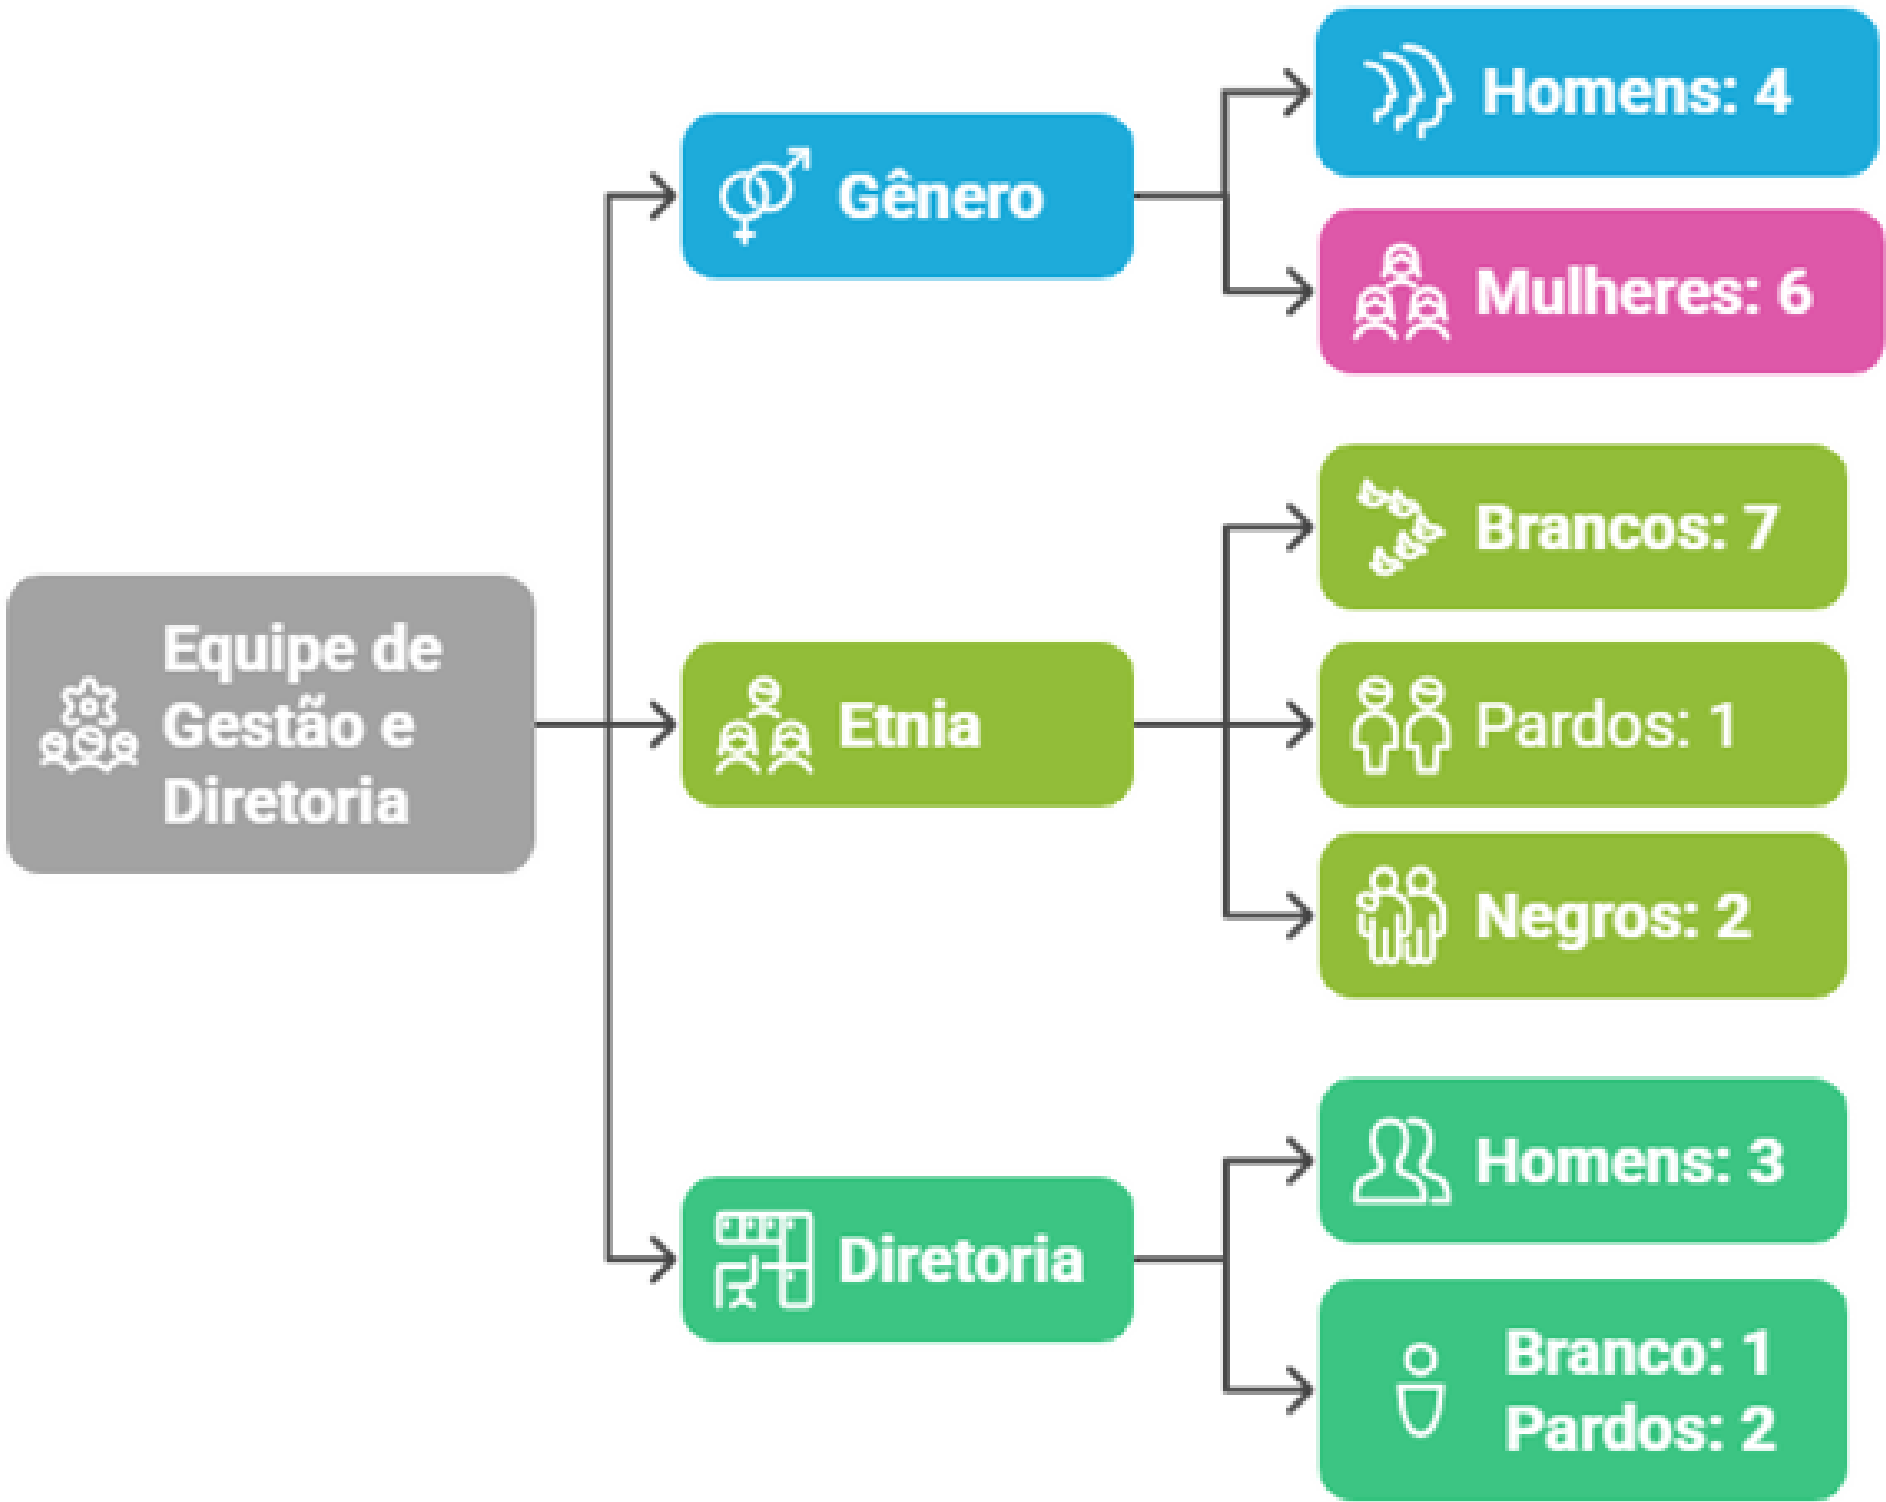 Equipe de
Gestão e
Diretoria
Gênero
Homens: 4
Mulheres: 6
Etnia
Brancos: 7
Pardos: 1
Negros: 2
Diretoria
Homens: 3
Branco: 1
Pardos: 2